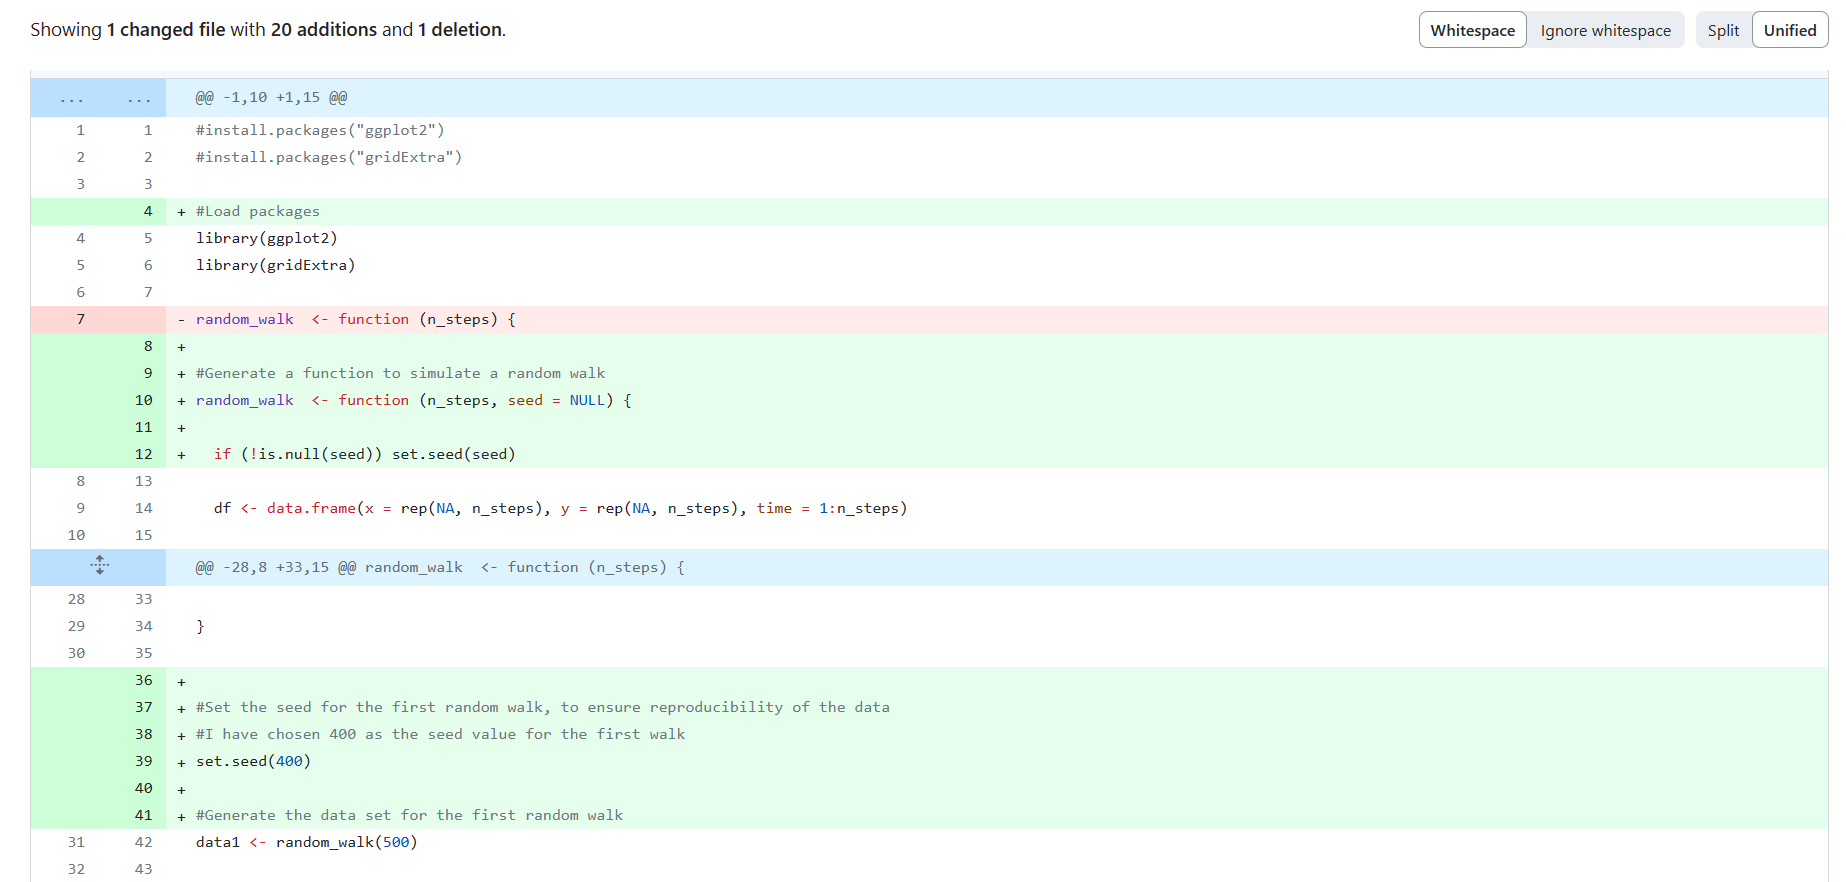 Showing 1 changed file with 20 additions and 1 deletion.
Whitespace Ignore whitespace Split Unified
... ... @@ -1,10 +1,15 @@
1 1 #install.packages("ggplot2")
2 2 #install.packages("gridExtra")
3 3
4 + #Load packages
4 5 library(ggplot2)
5 6 library(gridExtra)
6 7
7 - random_walk  <- function (n_steps) {
8 +
9 + #Generate a function to simulate a random walk
10 + random_walk  <- function (n_steps, seed = NULL) {
11 +
12 +   if (!is.null(seed)) set.seed(seed)
8 13
9 14   df <- data.frame(x = rep(NA, n_steps), y = rep(NA, n_steps), time = 1:n_steps)
10 15
@@ -28,8 +33,15 @@ random_walk  <- function (n_steps) {
28 33
29 34 }
30 35
36 +
37 + #Set the seed for the first random walk, to ensure reproducibility of the data
38 + #I have chosen 400 as the seed value for the first walk
39 + set.seed(400)
40 +
41 + #Generate the data set for the first random walk
31 42 data1 <- random_walk(500)
32 43